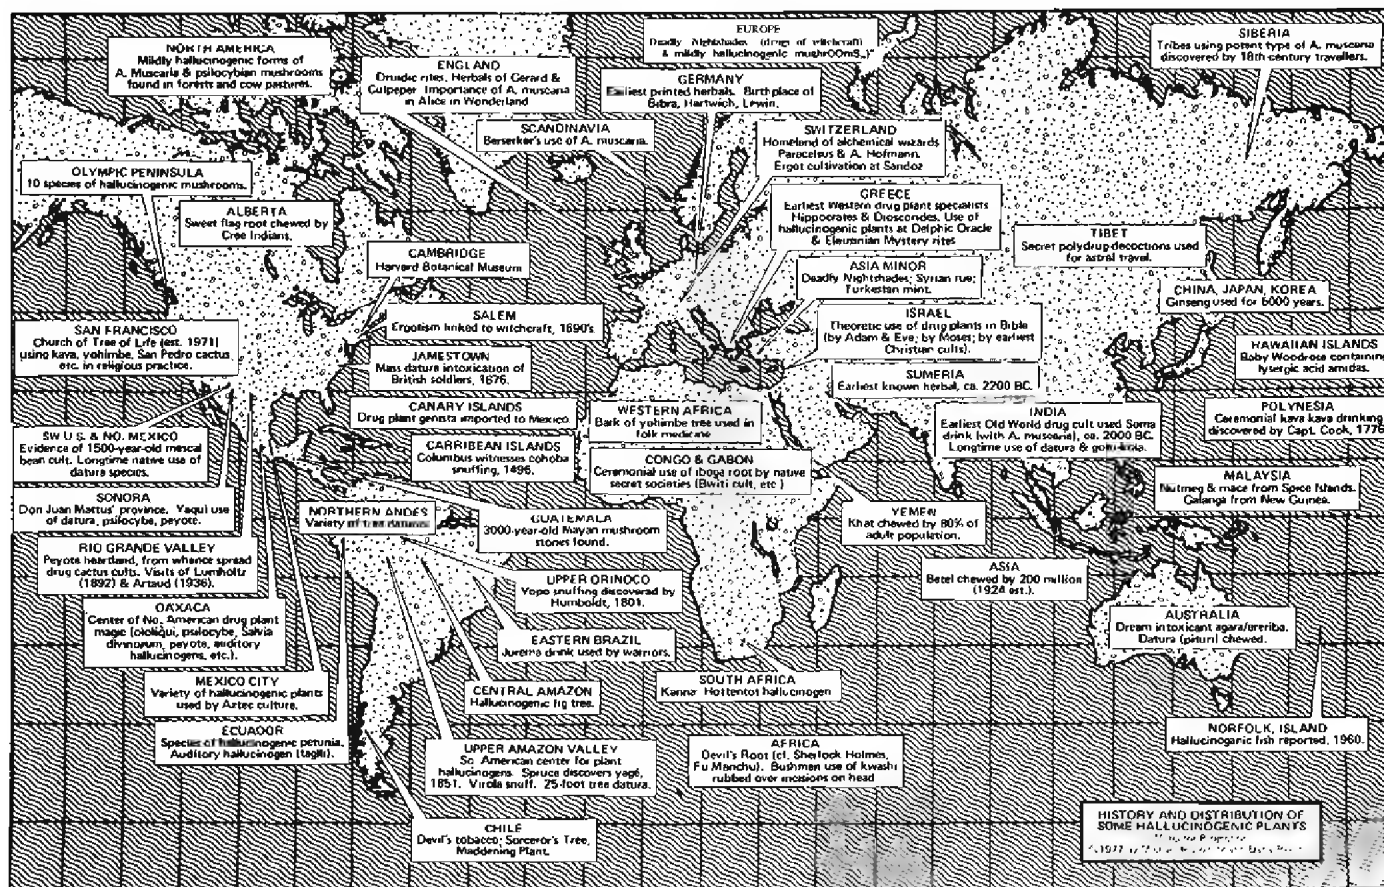 NORTH AMERICA
Mildly hallucinogenic forms of
A. Muscaria & psilocybian mushrooms
found in forests and cow pastures.
ENGLAND
Druidic rites, Herbals of Gerard &
Culpeper. Importance of A. muscaria
in Alice in Wonderland
EUROPE
Deadly Nightshades (drugs of witchcraft)
& mildly hallucinogenic
GERMANY
Earliest printed herbals. Birthplace of
Bibra, Hartwich, Lewin.
SIBERIA
Tribes using potent type of A. muscaria
discovered by 18th-century travellers.
SCANDINAVIA
Berserker's use of A. muscaria.
SWITZERLAND
Homeland of alchemical wizards
Paracelsus & A. Hofmann.
Ergot cultivation at Sandoz
OLYMPIC PENINSULA
10 species of hallucinogenic mushrooms.
ALBERTA
Sweet flag root chewed by
Cree Indians.
GREECE
Earliest Western drug plant specialists
Hippocrates & Dioscorides. Use of
hallucinogenic plants at Delphic Oracle
& Eleusnian Mystery rites
TIBET
Secret polydrug decoctions used
for astral travel.
CAMBRIDGE
Harvard Botanical Museum
ASIA MINOR
Deadly Nightshades; Syrian rue;
Turkestan mint.
CHINA, JAPAN, KOREA
Ginseng used for 5000 years.
SALEM
Ergotism linked to witchcraft, 1690's.
ISRAEL
Theoretic use of drug plants in Bible
(by Adam & Eve; by Moses; by earliest
Christian cults).
SAN FRANCISCO
Church of Tree of Life (est. 1971)
using kava, yohimbe, San Pedro cactus,
etc. in religious practice.
JAMESTOWN
Mass datura intoxication of
British soldiers, 1676.
HAWAIIAN ISLANDS
Baby Woodrose containing
lysergic acid amides.
SUMERIA
Earliest known herbal, ca. 2200 BC.
CANARY ISLANDS
Drug plant genista imported to Mexico
WESTERN AFRICA
Bark of yohimbe tree used in
folk medicine
INDIA
Earliest Old World drug cult used Soma
drink (with A. muscaria), ca. 2000 BC.
Longtime use of datura &
POLYNESIA
Ceremonial kava kava drinking
discovered by Capt. Cook, 1776
SW U.S. & NO. MEXICO
Evidence of 1500-year-old mescal
bean cult. Longtime native use of
datura species.
CARRIBEAN ISLANDS
Columbus witnesses cohoba
snuffing, 1496.
CONGO & GABON
Ceremonial use of iboga root by native
secret societies (Bwiti cult, etc.)
MALAYSIA
Nutmeg & mace from Spice Islands.
Galanga from New Guinea.
SONORA
Don Juan Mattus' province. Yaqui use
of datura, psilocybe, peyote.
NORTHERN ANDES
Variety of tree daturas
GUATEMALA
3000-year-old Mayan mushroom
stones found.
YEMEN
Khat chewed by 80% of
adult population.
RIO GRANDE VALLEY
Peyote heartland, from whence spread
drug cactus cults. Visits of Lumholtz
(1892) & Artaud (1936).
UPPER ORINOCO
Yopo snuffing discovered by
Humboldt, 1801.
ASIA
Betel chewed by 200 million
(1924 est.).
OAXACA
Center of No. American drug plant
magic (ololiqui, psilocybe, Salvia
divinorum, peyote, auditory
hallucinogens, etc.).
EASTERN BRAZIL
Jurema drink used by warriors.
AUSTRALIA
Dream intoxicant agara/ureriba.
Datura (pituri) chewed.
MEXICO CITY
Variety of hallucinogenic plants
used by Aztec culture.
CENTRAL AMAZON
Hallucinogenic fig tree.
SOUTH AFRICA
Kanna: Hottentot hallucinogen
ECUADOR
Species of hallucinogenic petunia.
Auditory hallucinogen (taglli).
UPPER AMAZON VALLEY
So. American center for plant
hallucinogens. Spruce discovers yagé,
1851. Virola snuff. 25-foot tree datura.
AFRICA
Devil's Root (cf. Sherlock Holmes,
Fu Manchu). Bushman use of kwashi
rubbed over incisions on head
NORFOLK, ISLAND
Hallucinoganic fish reported, 1960.
CHILE
Devil's tobacco; Sorceror's Tree,
Maddening Plant.
HISTORY AND DISTRIBUTION OF
SOME HALLUCINOGENIC PLANTS